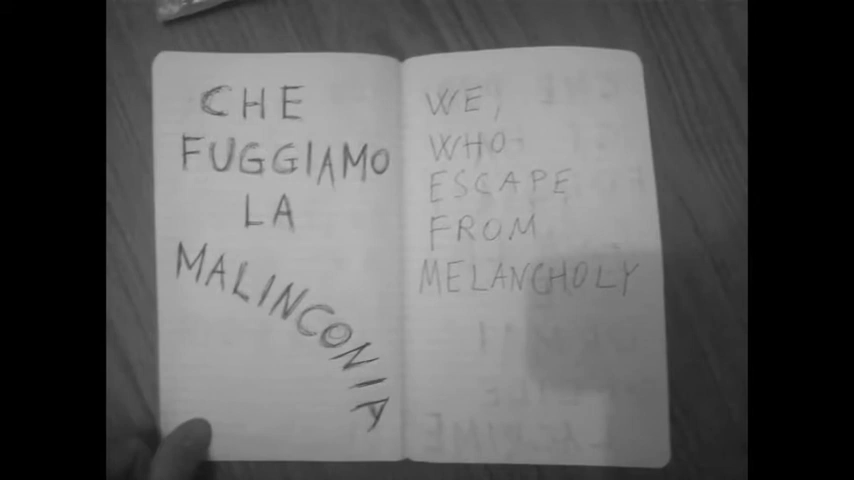 CHE
FUGGIAMO
LA
MALINCONIA
WE,
WHO
ESCAPE
FROM
MELANCHOLY